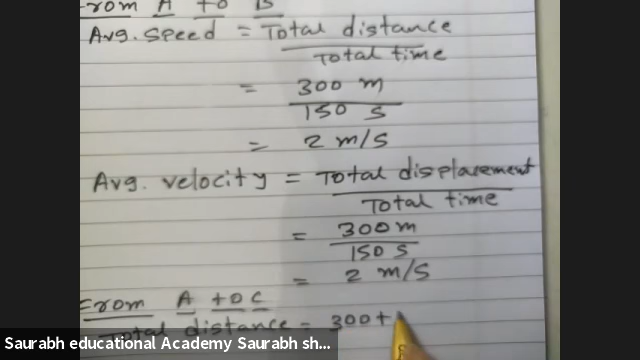 From A to B
Avg. speed = Total distance
Total time
= 300 m
150 s
= 2 m/s
Avg. velocity = Total displacement
Total time
= 300 m
150 s
= 2 m/s
From A to C
Total distance = 300 +
Saurabh educational Academy Saurabh sh...